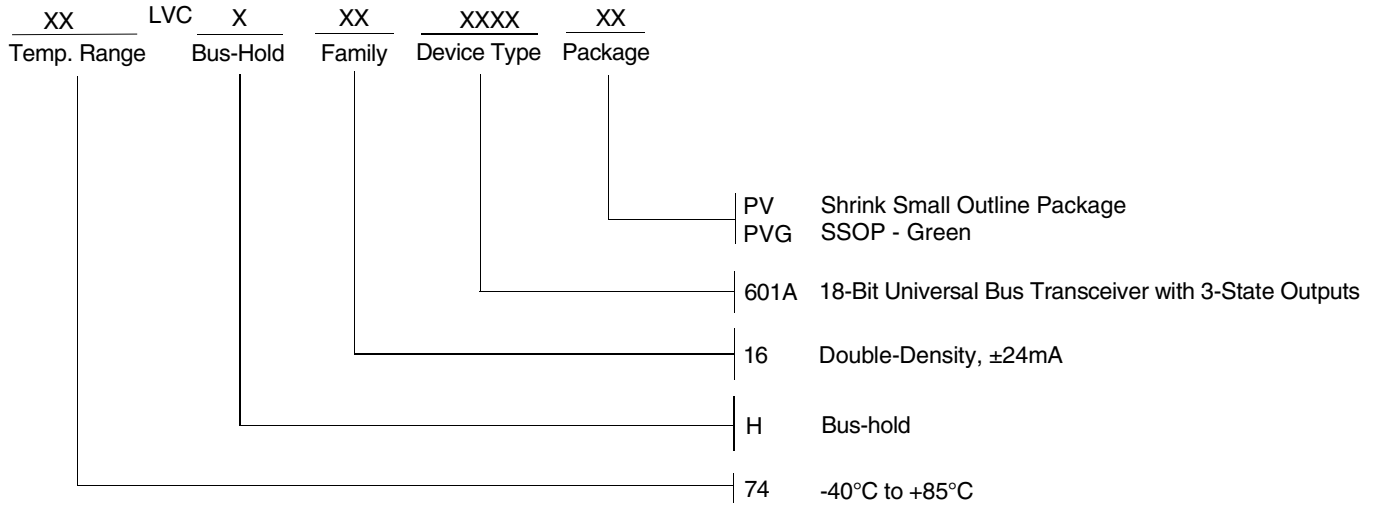 XX LVC X XX XXXX XX
Temp. Range Bus-Hold Family Device Type Package
PV Shrink Small Outline Package
PVG SSOP - Green
601A 18-Bit Universal Bus Transceiver with 3-State Outputs
16 Double-Density, ±24mA
H Bus-hold
74 -40°C to +85°C